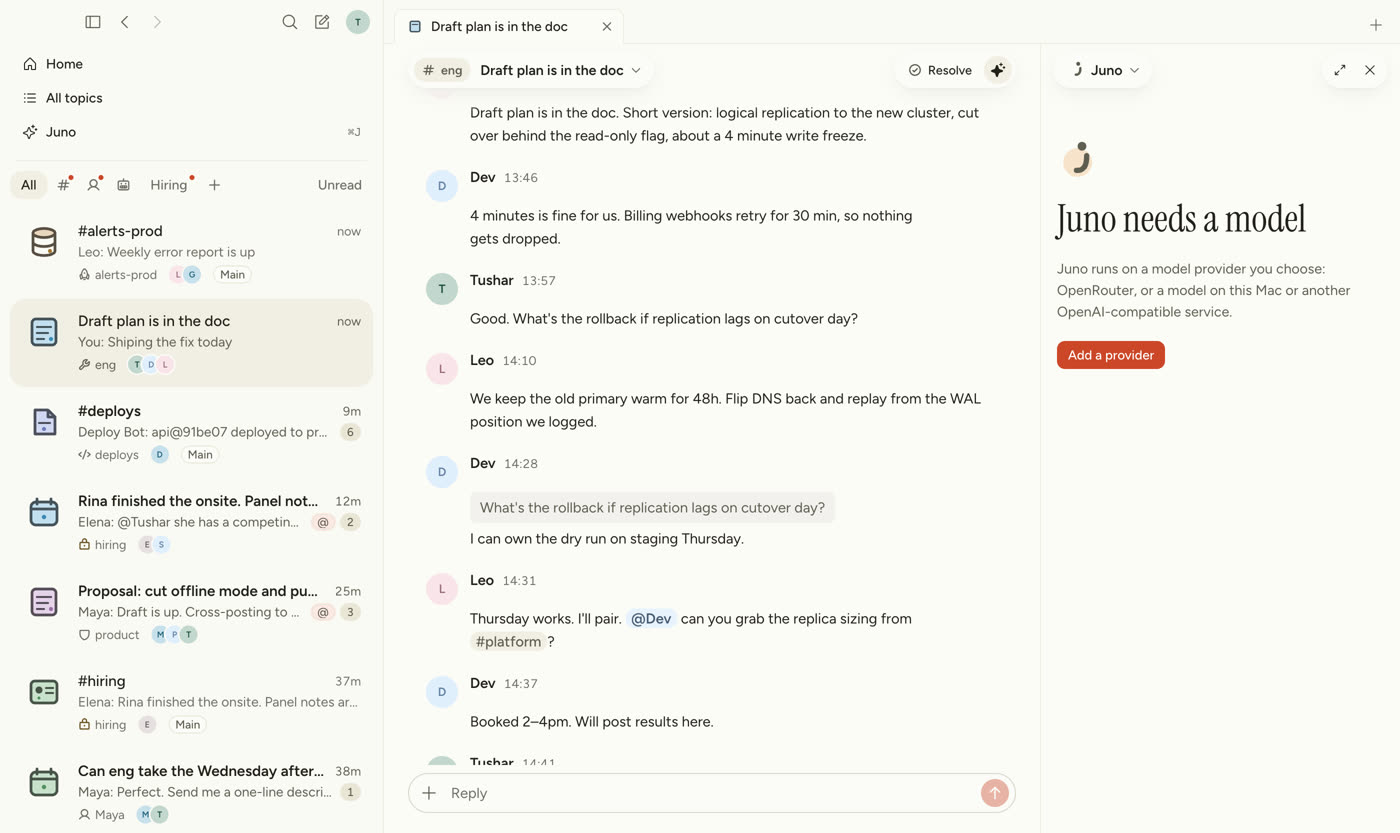 T
Home
All topics
Juno ⌘J
All # Hiring + Unread
#alerts-prod now
Leo: Weekly error report is up
alerts-prod L G Main
Draft plan is in the doc now
You: Shiping the fix today
eng T D L
#deploys 9m
Deploy Bot: api@91be07 deployed to pr... 6
deploys D Main
Rina finished the onsite. Panel not... 12m
Elena: @Tushar she has a competin... @ 2
hiring E S
Proposal: cut offline mode and pu... 25m
Maya: Draft is up. Cross-posting to ... @ 3
product M P T
#hiring 37m
Elena: Rina finished the onsite. Panel notes ar...
hiring E Main
Can eng take the Wednesday after... 38m
Maya: Perfect. Send me a one-line descri... 1
Maya M T
Draft plan is in the doc
# eng Draft plan is in the doc
Resolve
Draft plan is in the doc. Short version: logical replication to the new cluster, cut
over behind the read-only flag, about a 4 minute write freeze.
D Dev 13:46
4 minutes is fine for us. Billing webhooks retry for 30 min, so nothing
gets dropped.
T Tushar 13:57
Good. What's the rollback if replication lags on cutover day?
L Leo 14:10
We keep the old primary warm for 48h. Flip DNS back and replay from the WAL
position we logged.
D Dev 14:28
What's the rollback if replication lags on cutover day?
I can own the dry run on staging Thursday.
L Leo 14:31
Thursday works. I'll pair. @Dev can you grab the replica sizing from
#platform ?
D Dev 14:37
Booked 2–4pm. Will post results here.
Tushar 14:41
Reply
Juno
Juno needs a model
Juno runs on a model provider you choose:
OpenRouter, or a model on this Mac or another
OpenAI-compatible service.
Add a provider